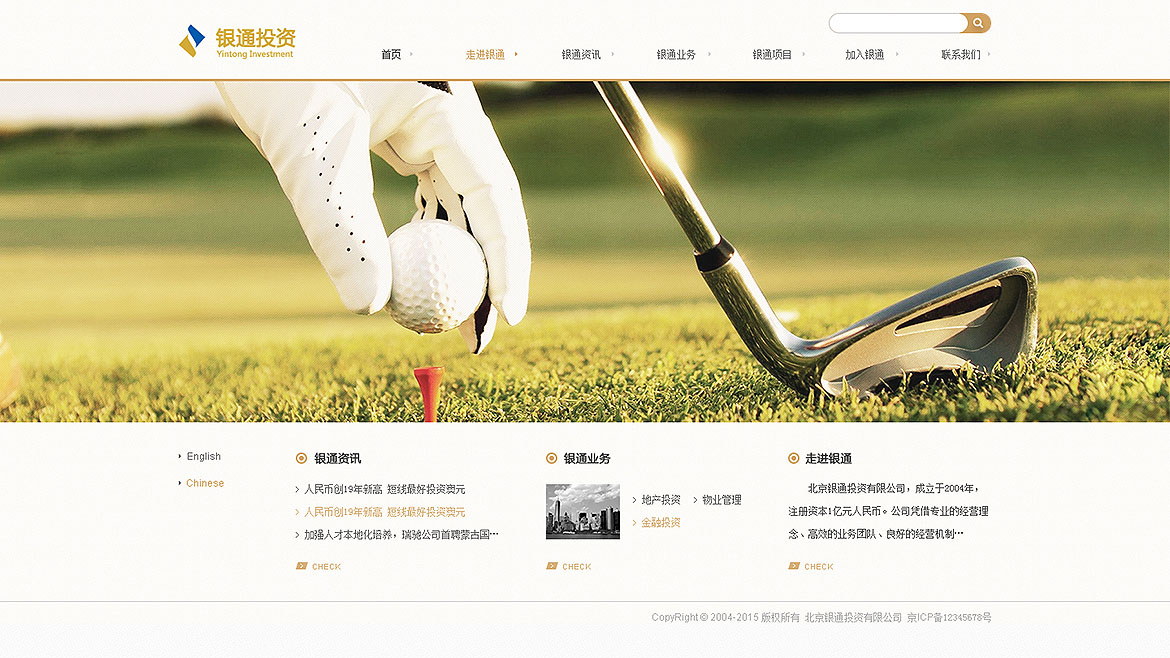 银通投资
Yintong Investment
首页 走进银通 银通资讯 银通业务 银通项目 加入银通 联系我们
English
Chinese
银通资讯
人民币创19年新高 短线最好投资澳元
人民币创19年新高 短线最好投资澳元
加强人才本地化培养，瑞驰公司首聘蒙古国…
CHECK
银通业务
地产投资 物业管理
金融投资
CHECK
走进银通
北京银通投资有限公司，成立于2004年，
注册资本1亿元人民币。公司凭借专业的经营理
念、高效的业务团队、良好的经营机制…
CHECK
CopyRight © 2004-2015 版权所有 北京银通投资有限公司 京ICP备12345678号